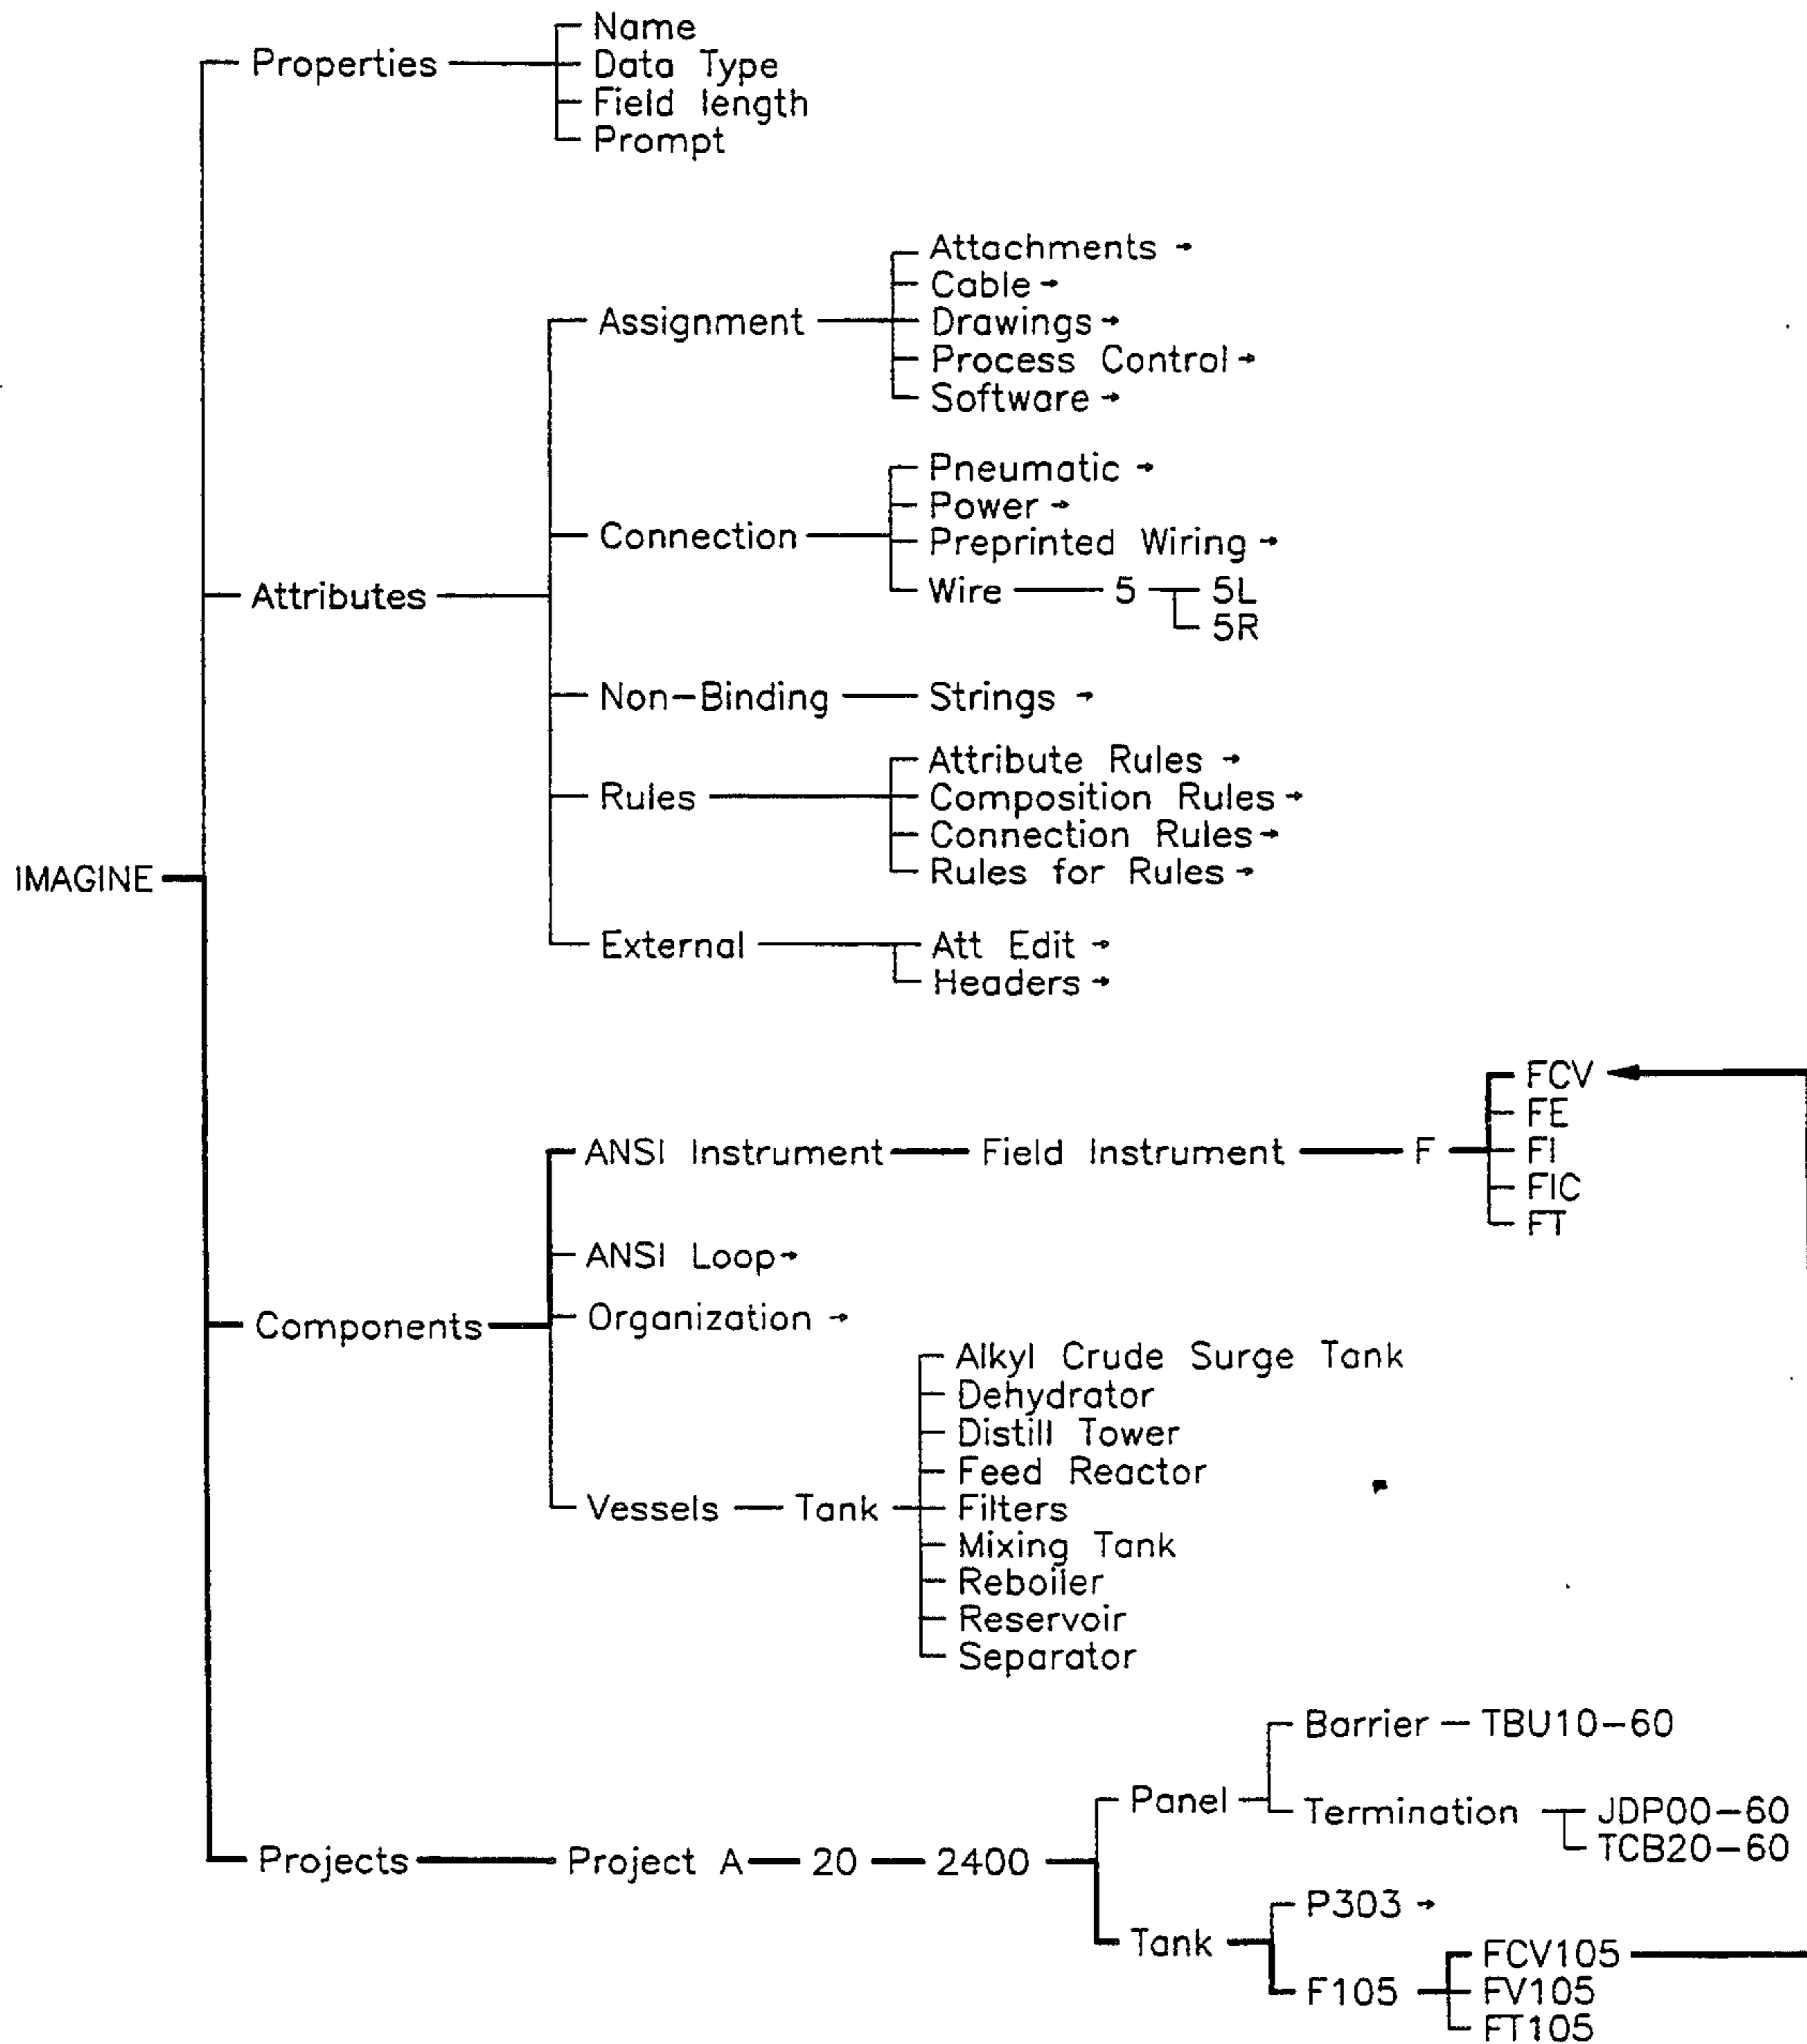 Name
Properties
Data Type
Field length
Prompt
Attachments
Cable
Assignment
Drawings
Process Control
Software
Pneumatic
Power
Connection
Preprinted Wiring
Wire 5 5L
5R
Attributes
Non-Binding Strings
Attribute Rules
Rules
Composition Rules
Connection Rules
Rules for Rules
External Att Edit
Headers
IMAGINE
FCV
FE
ANSI Instrument Field Instrument F FI
FIC
FT
ANSI Loop
Organization
Components
Alkyl Crude Surge Tank
Dehydrator
Distill Tower
Feed Reactor
Vessels Tank Filters
Mixing Tank
Reboiler
Reservoir
Separator
Barrier TBU10-60
Panel
Termination JDP00-60
TCB20-60
Projects Project A 20 2400
P303
Tank
FCV105
F105 FV105
FT105